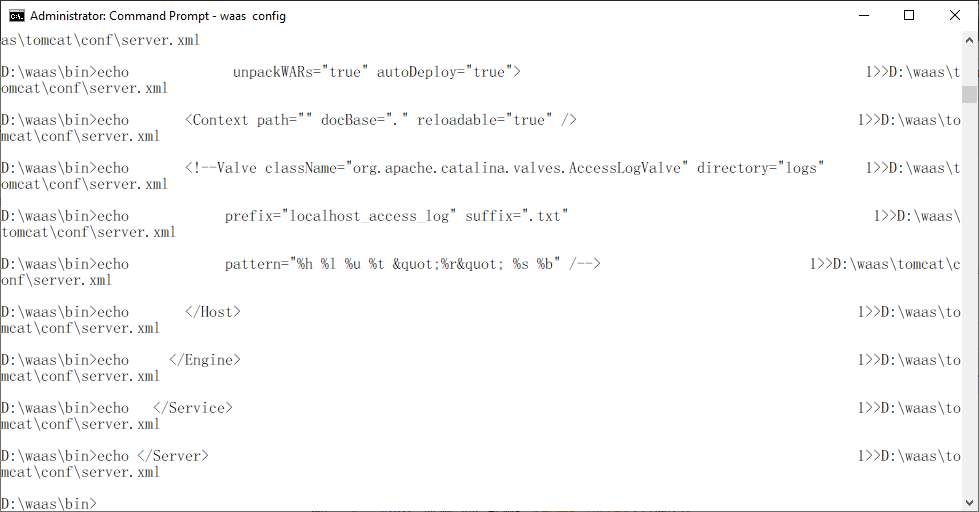 Administrator: Command Prompt - waas  config
as\tomcat\conf\server.xml
D:\waas\bin>echo             unpackWARs="true" autoDeploy="true">                                           1>>D:\waas\t
omcat\conf\server.xml
D:\waas\bin>echo       <Context path="" docBase="." reloadable="true" />                                   1>>D:\waas\to
mcat\conf\server.xml
D:\waas\bin>echo       <!--Valve className="org.apache.catalina.valves.AccessLogValve" directory="logs"     1>>D:\waas\t
omcat\conf\server.xml
D:\waas\bin>echo            prefix="localhost_access_log" suffix=".txt"                                      1>>D:\waas\
tomcat\conf\server.xml
D:\waas\bin>echo            pattern="%h %l %u %t &quot;%r&quot; %s %b" /-->                          1>>D:\waas\tomcat\c
onf\server.xml
D:\waas\bin>echo       </Host>                                                                             1>>D:\waas\to
mcat\conf\server.xml
D:\waas\bin>echo     </Engine>                                                                             1>>D:\waas\to
mcat\conf\server.xml
D:\waas\bin>echo   </Service>                                                                              1>>D:\waas\to
mcat\conf\server.xml
D:\waas\bin>echo </Server>                                                                                 1>>D:\waas\to
mcat\conf\server.xml
D:\waas\bin>